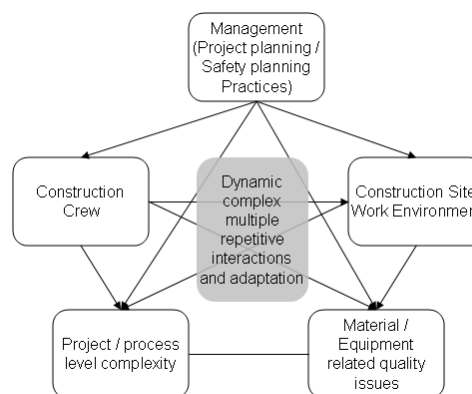 Management
(Project planning /
Safety planning
Practices)
Construction
Crew
Dynamic
complex
multiple
repetitive
interactions
and adaptation
Construction Site
Work Environment
Project / process
level complexity
Material /
Equipment
related quality
issues